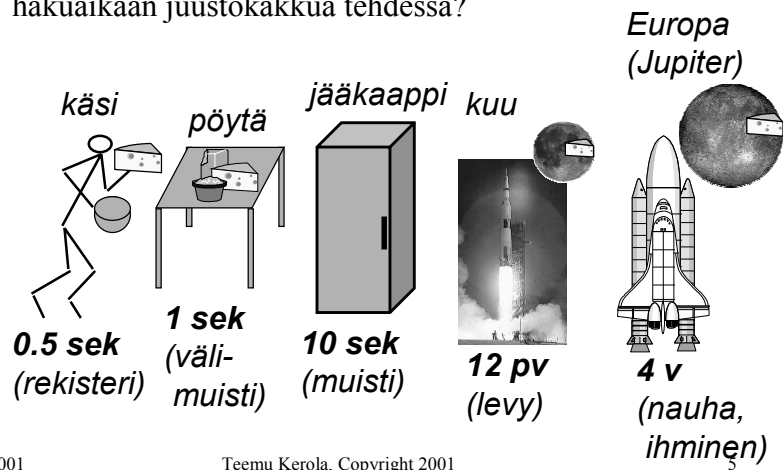 hakuaikaan juustokakkua tehdessä?
käsi
pöytä
jääkaappi
kuu
Europa
(Jupiter)
0.5 sek
(rekisteri)
1 sek
(väli-
muisti)
10 sek
(muisti)
12 pv
(levy)
4 v
(nauha,
ihminen)
001
Teemu Kerola, Copyright 2001
5